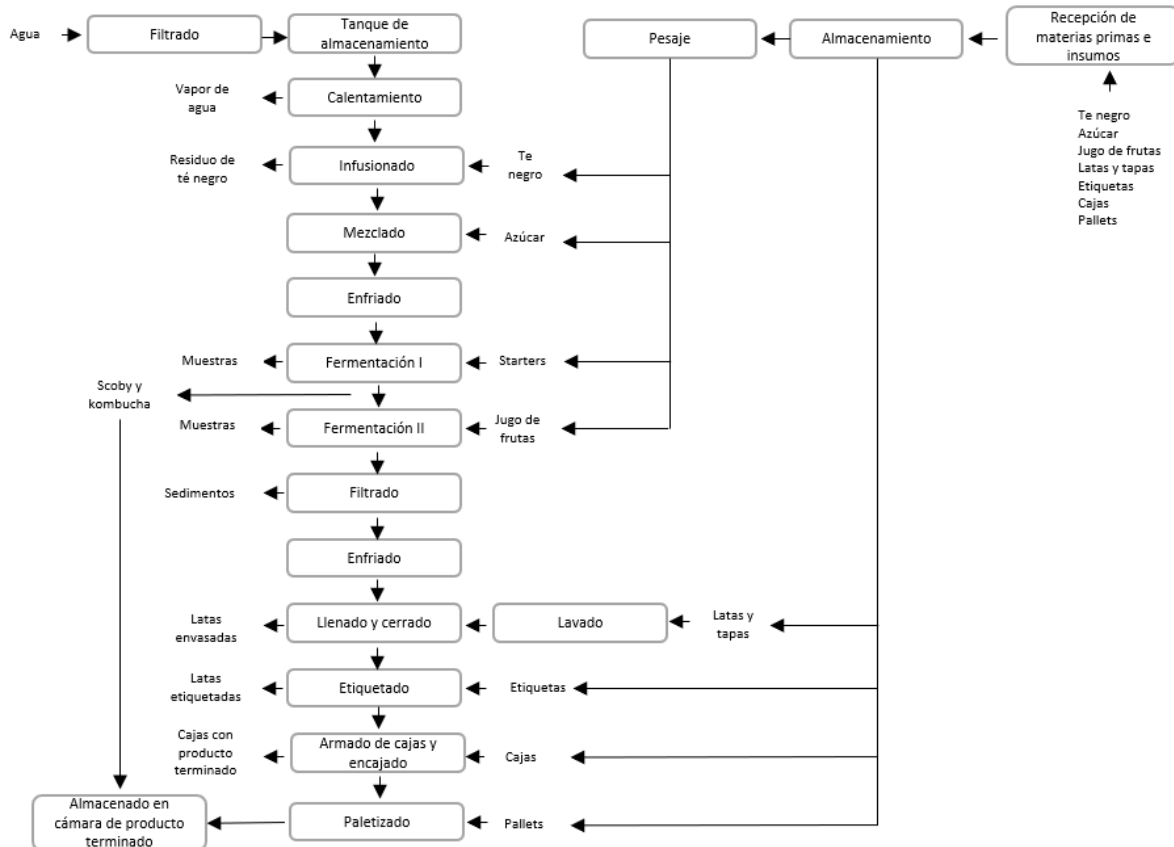 Agua
Filtrado
Tanque de
almacenamiento
Pesaje
Almacenamiento
Recepción de
materias primas e
insumos
Vapor de
agua
Calentamiento
Te negro
Azúcar
Jugo de frutas
Latas y tapas
Etiquetas
Cajas
Pallets
Residuo de
té negro
Infusionado
Te
negro
Mezclado
Azúcar
Enfriado
Muestras
Fermentación I
Starters
Scoby y
kombucha
Muestras
Fermentación II
Jugo de
frutas
Sedimentos
Filtrado
Enfriado
Latas
envasadas
Llenado y cerrado
Lavado
Latas y
tapas
Latas
etiquetadas
Etiquetado
Etiquetas
Cajas con
producto
terminado
Armado de cajas y
encajado
Cajas
Almacenado en
cámara de producto
terminado
Paletizado
Pallets